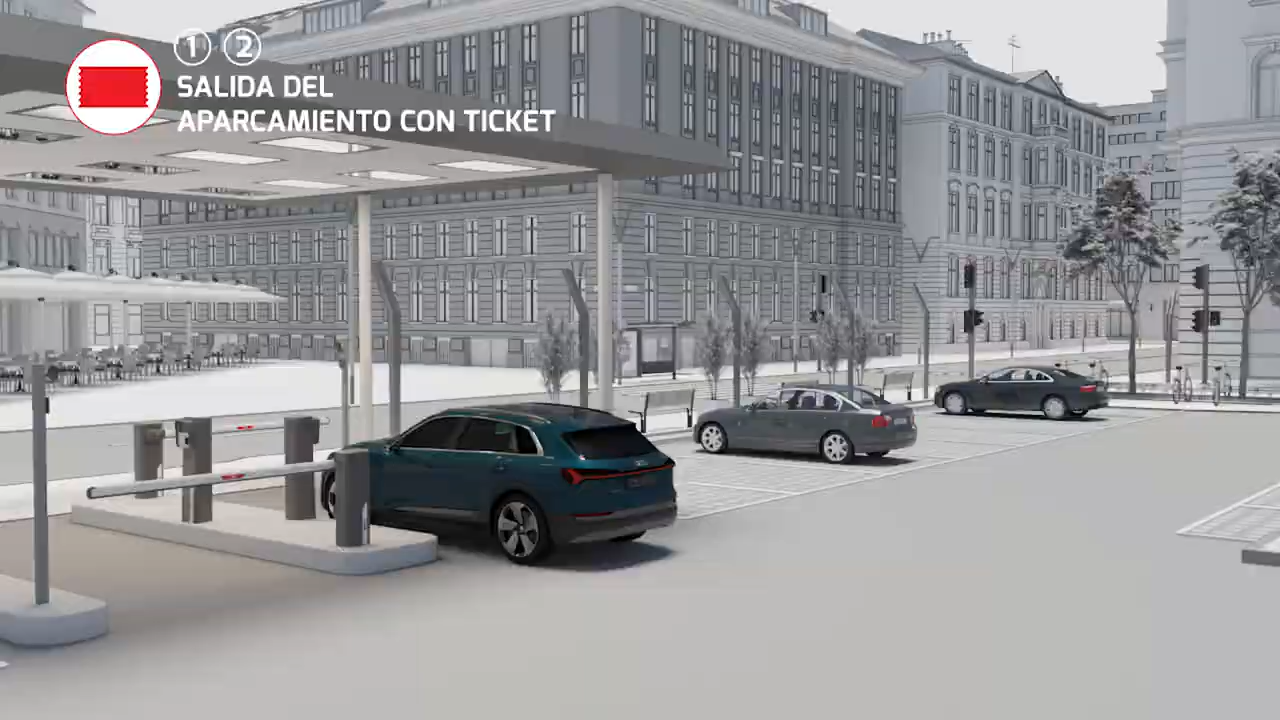 ① ②
SALIDA DEL
APARCAMIENTO CON TICKET